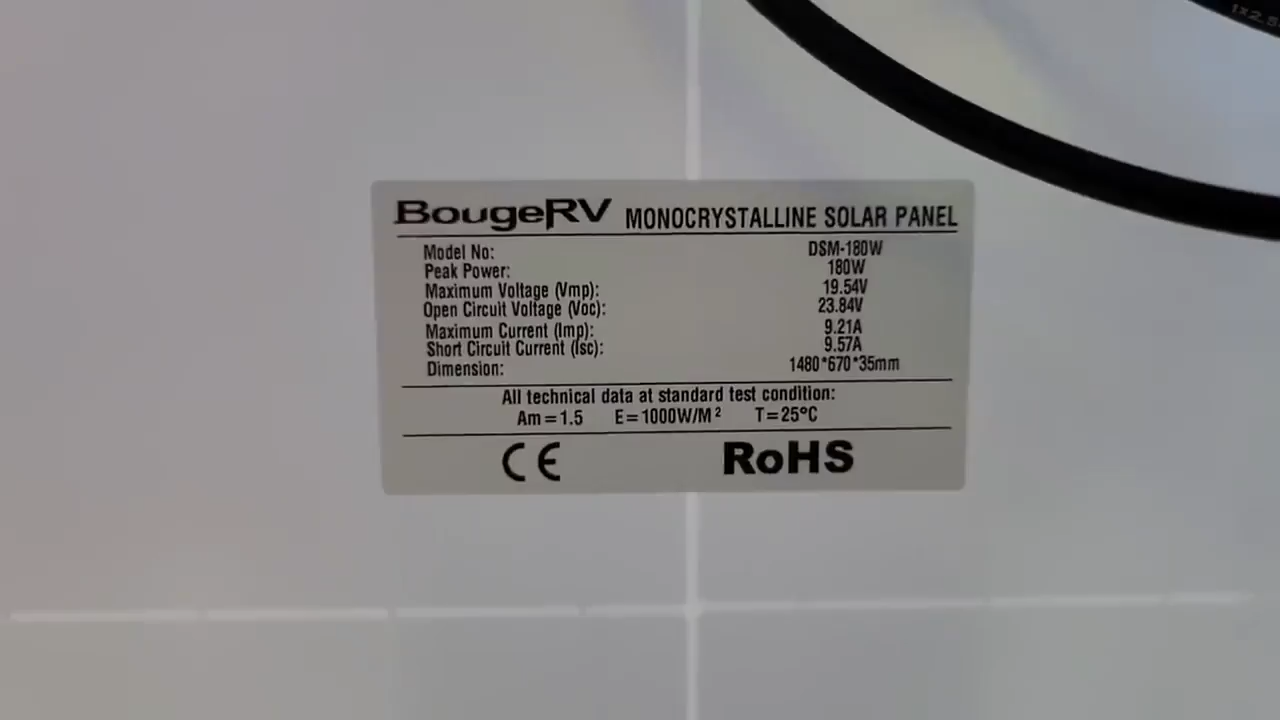 1x2.5
BougeRV MONOCRYSTALLINE SOLAR PANEL
Model No: DSM-180W
Peak Power: 180W
Maximum Voltage (Vmp): 19.54V
Open Circuit Voltage (Voc): 23.84V
Maximum Current (Imp): 9.21A
Short Circuit Current (Isc): 9.57A
Dimension: 1480*670*35mm
All technical data at standard test condition:
Am=1.5 E=1000W/M² T=25°C
CE RoHS